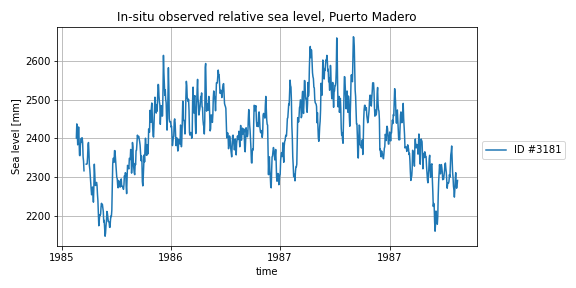 In-situ observed relative sea level, Puerto Madero
2600
2500
2400
2300
2200
Sea level [mm]
1985
1986
1987
1987
time
ID #3181